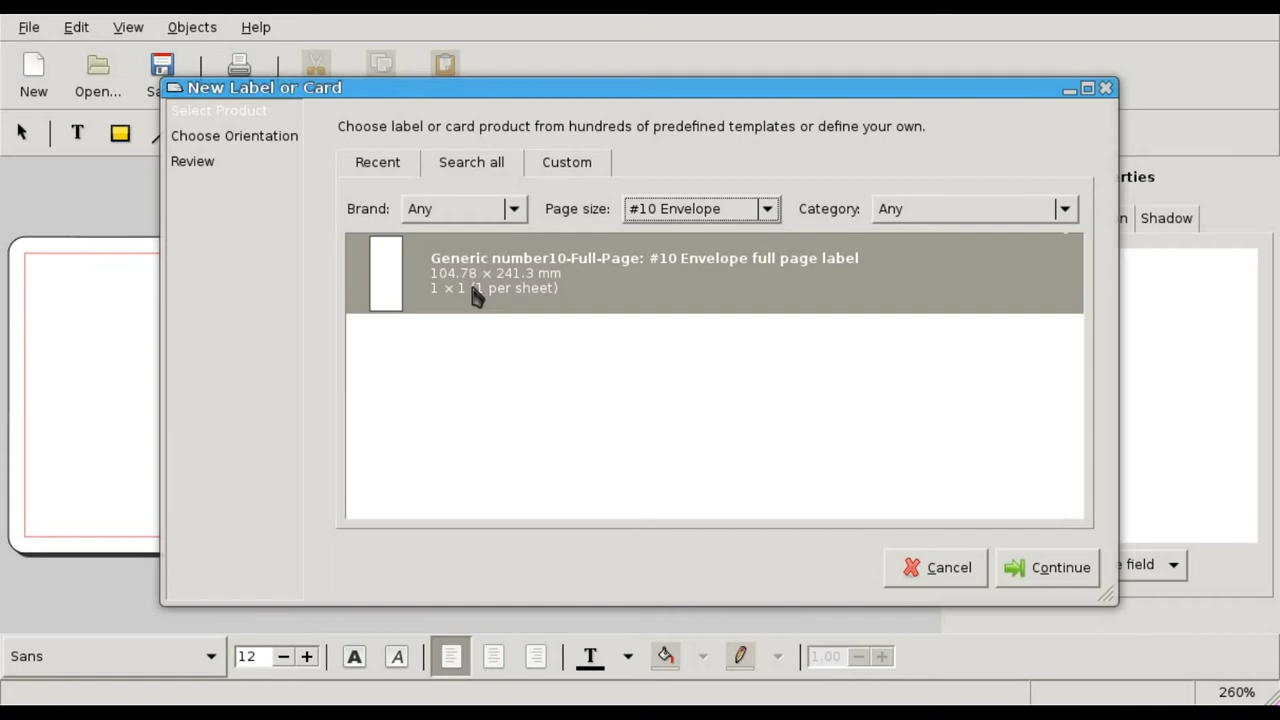 File Edit View Objects Help
New Open...
New Label or Card
T
Select Product
Choose Orientation
Review
Choose label or card product from hundreds of predefined templates or define your own.
Recent Search all Custom
Brand: Any Page size: #10 Envelope Category: Any
Generic number10-Full-Page: #10 Envelope full page label
104.78 × 241.3 mm
1 × 1 (1 per sheet)
Shadow
Cancel Continue
field
Sans 12 A A T 1.00
260%